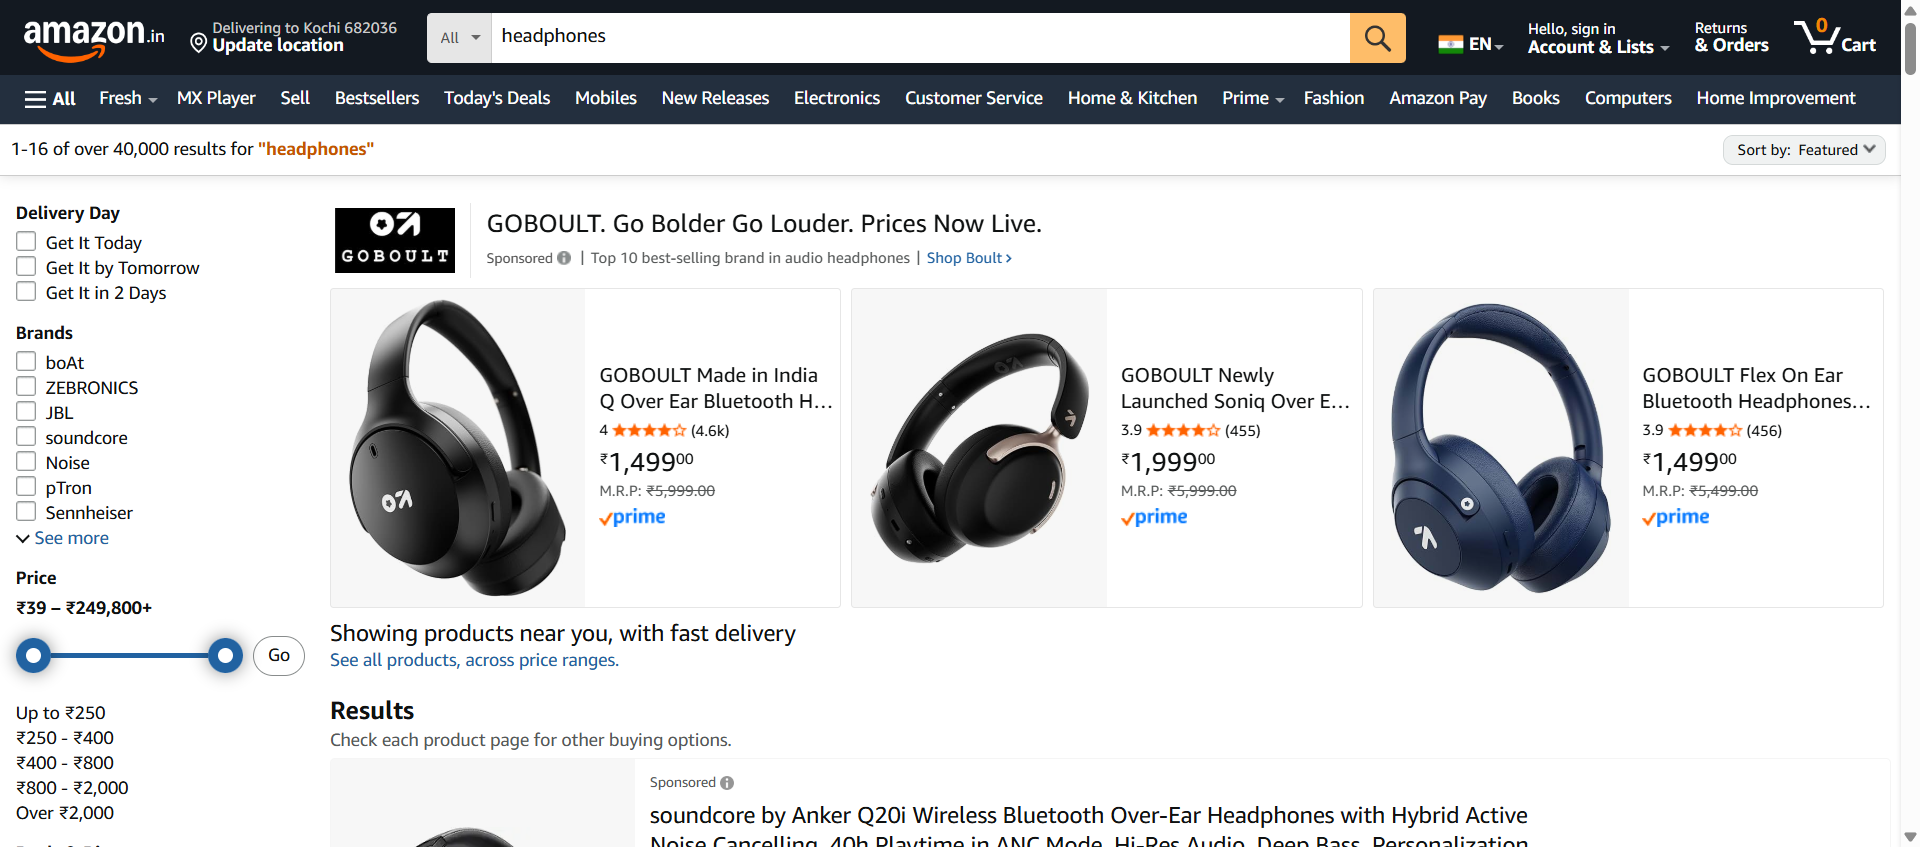 amazon.in
Delivering to Kochi 682036
Update location
All
headphones
EN
Hello, sign in
Account & Lists
Returns
& Orders
0
Cart
All
Fresh
MX Player
Sell
Bestsellers
Today's Deals
Mobiles
New Releases
Electronics
Customer Service
Home & Kitchen
Prime
Fashion
Amazon Pay
Books
Computers
Home Improvement
1-16 of over 40,000 results for "headphones"
Sort by: Featured
Delivery Day
Get It Today
Get It by Tomorrow
Get It in 2 Days
Brands
boAt
ZEBRONICS
JBL
soundcore
Noise
pTron
Sennheiser
See more
Price
₹39 – ₹249,800+
Go
Up to ₹250
₹250 - ₹400
₹400 - ₹800
₹800 - ₹2,000
Over ₹2,000
GOBOULT
GOBOULT. Go Bolder Go Louder. Prices Now Live.
Sponsored | Top 10 best-selling brand in audio headphones | Shop Boult ›
GOBOULT Made in India
Q Over Ear Bluetooth H...
4 (4.6k)
₹1,49900
M.R.P: ₹5,999.00
prime
GOBOULT Newly
Launched Soniq Over E...
3.9 (455)
₹1,99900
M.R.P: ₹5,999.00
prime
GOBOULT Flex On Ear
Bluetooth Headphones...
3.9 (456)
₹1,49900
M.R.P: ₹5,499.00
prime
Showing products near you, with fast delivery
See all products, across price ranges.
Results
Check each product page for other buying options.
Sponsored
soundcore by Anker Q20i Wireless Bluetooth Over-Ear Headphones with Hybrid Active
Noise Cancelling, 40h Playtime in ANC Mode, Hi-Res Audio, Deep Bass, Personalization